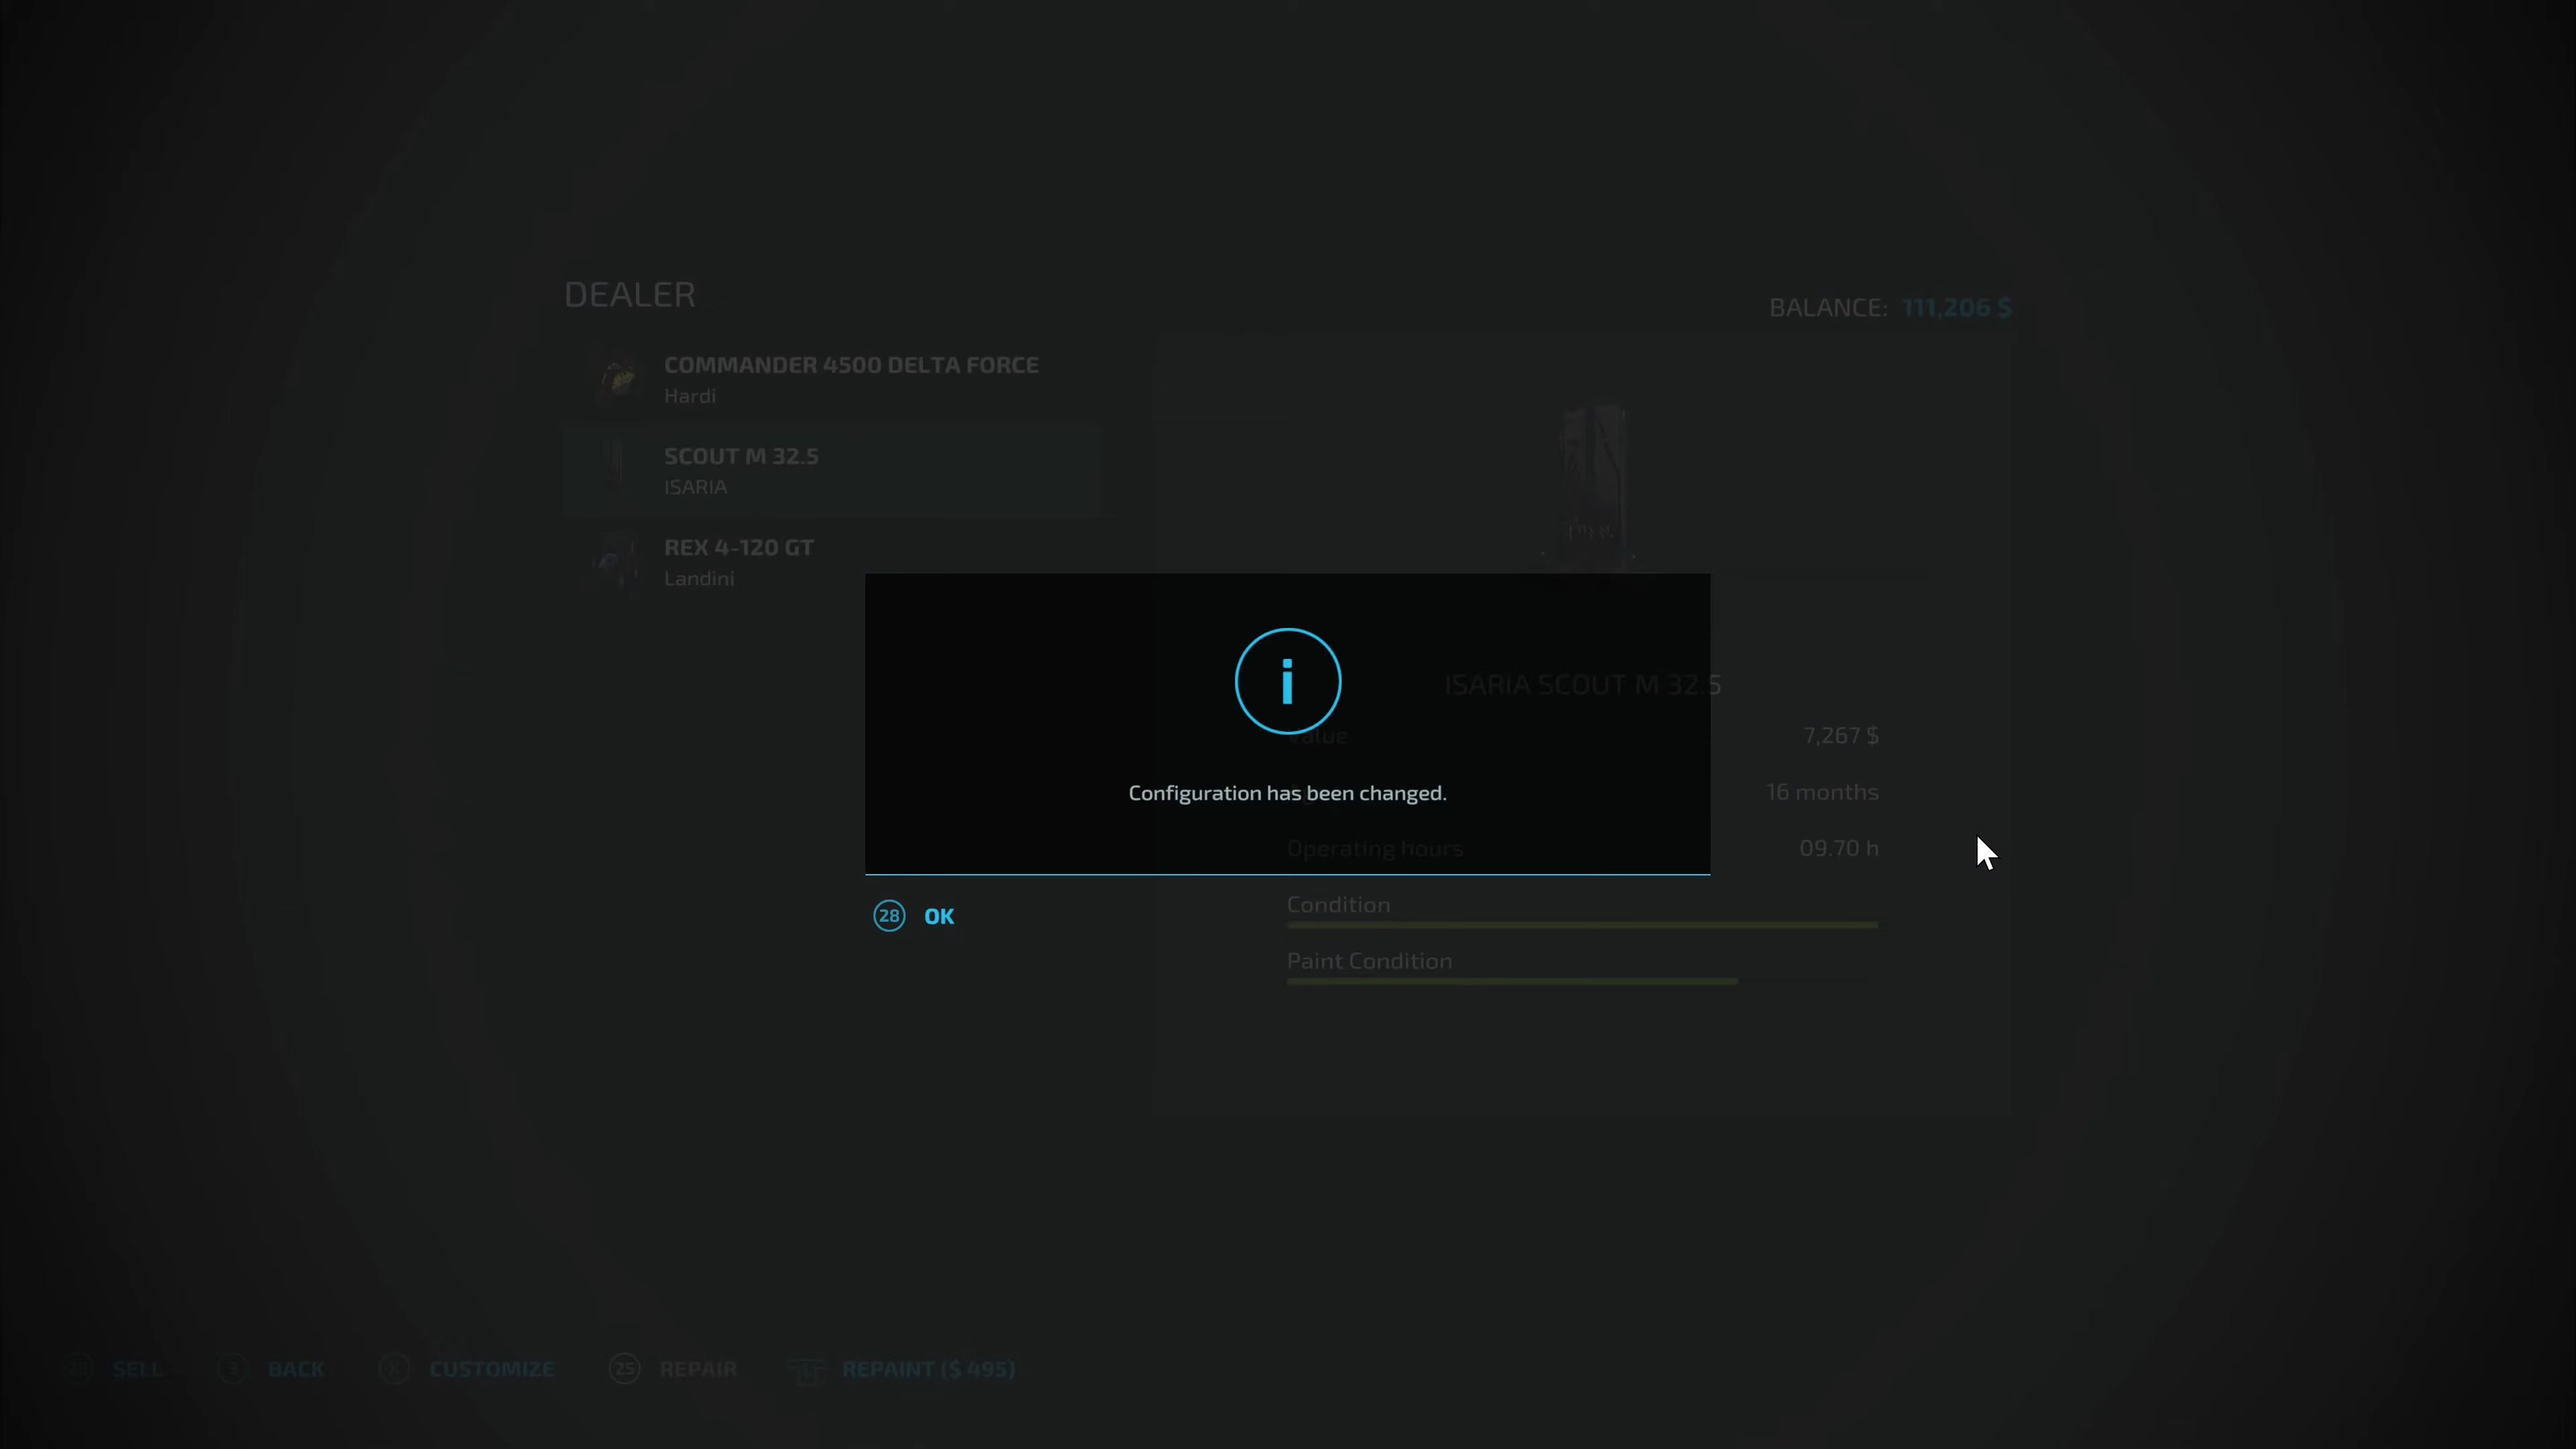 DEALER
BALANCE: 111,206 $
COMMANDER 4500 DELTA FORCE
Hardi
SCOUT M 32.5
ISARIA
REX 4-120 GT
Landini
i
ISARIA SCOUT M 32.5
Value 7,267 $
16 months
Configuration has been changed.
Operating hours 09.70 h
28 OK
Condition
Paint Condition
SELL BACK X CUSTOMIZE 25 REPAIR REPAINT ($ 495)